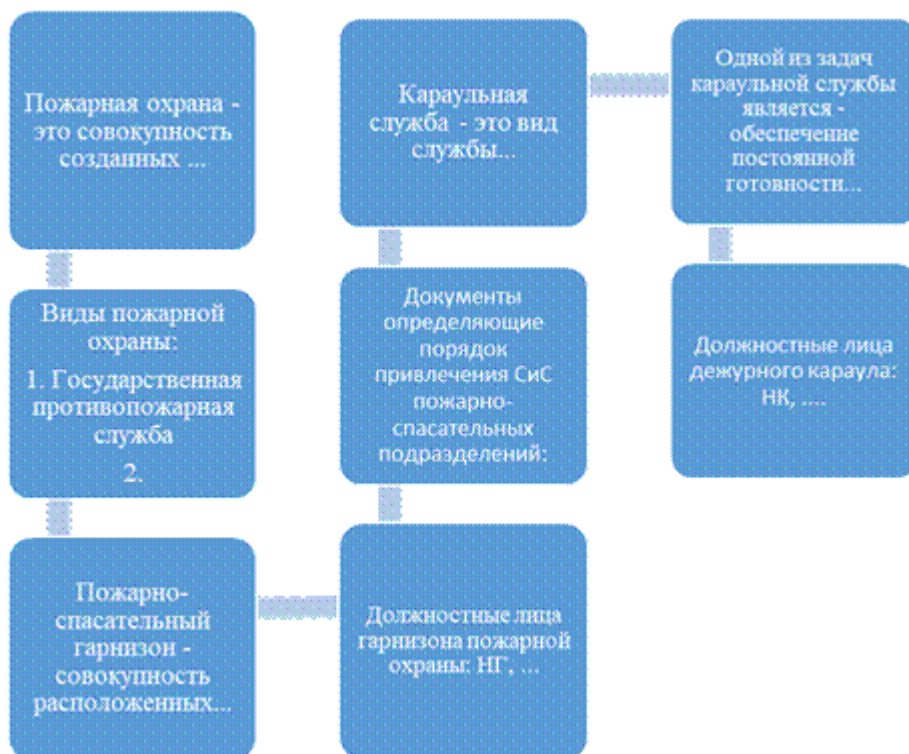 Пожарная охрана -
это совокупность
созданных ...
Виды пожарной
охраны:
1. Государственная
противопожарная
служба
2.
Пожарно-
спасательный
гарнизон -
совокупность
расположенных...
Должностные лица
гарнизона пожарной
охраны: НГ, ...
Документы
определяющие
порядок
привлечения СиС
пожарно-
спасательных
подразделений:
Караульная
служба - это вид
службы...
Одной из задач
караульной службы
является -
обеспечение
постоянной
готовности...
Должностные лица
дежурного караула:
НК, ....